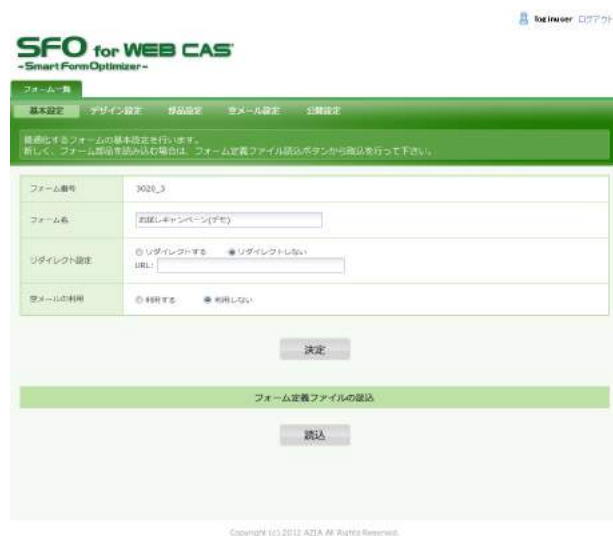 loginuser ログアウト
SFO for WEB CAS
-Smart Form Optimizer-
フォーム一覧
基本設定 デザイン設定 部品設定 空メール設定 公開設定
最適化するフォームの基本設定を行います。
新しく、フォーム部品を読み込む場合は、フォーム定義ファイル読込ボタンから読込を行って下さい。
フォーム番号 3020_3
フォーム名 お試しキャンペーン(デモ)
リダイレクト設定 リダイレクトする リダイレクトしない
URL:
空メールの利用 利用する 利用しない
決定
フォーム定義ファイルの読込
読込
Copyright (c) 2012 AZIA All Rights Reserved.